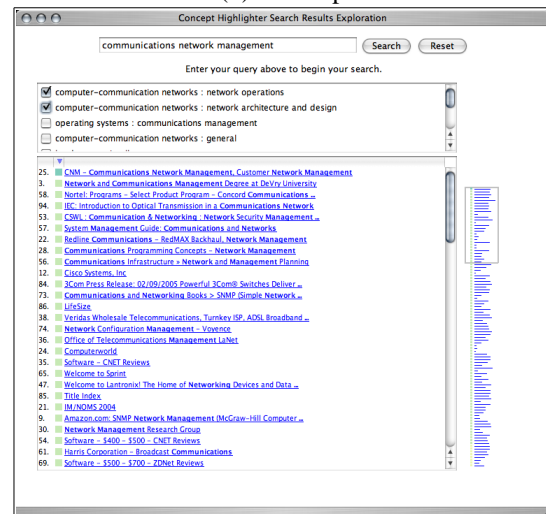 Concept Highlighter Search Results Exploration
communications network management Search Reset
Enter your query above to begin your search.
computer-communication networks : network operations
computer-communication networks : network architecture and design
operating systems : communications management
computer-communication networks : general
25. CNM - Communications Network Management, Customer Network Management
3. Network and Communications Management Degree at DeVry University
58. Nortel: Programs - Select Product Program - Concord Communications ...
94. IEC: Introduction to Optical Transmission in a Communications Network
53. CSWL : Communication & Networking : Network Security Management ...
57. System Management Guide: Communications and Networks
22. Redline Communications - RedMAX Backhaul, Network Management
28. Communications Programming Concepts - Network Management
56. Communications Infrastructure » Network and Management Planning
12. Cisco Systems, Inc
84. 3Com Press Release: 02/09/2005 Powerful 3Com® Switches Deliver ...
73. Communications and Networking Books > SNMP (Simple Network ...
86. LifeSize
38. Veridas Wholesale Telecommunications, Turnkey ISP, ADSL Broadband ...
74. Network Configuration Management - Voyence
36. Office of Telecommunications Management LaNet
24. Computerworld
35. Software - CNET Reviews
65. Welcome to Sprint
47. Welcome to Lantronix! The Home of Networking Devices and Data ...
85. Title Index
21. IM/NOMS 2004
9. Amazon.com: SNMP Network Management (McGraw-Hill Computer ...
30. Network Management Research Group
54. Software - $400 - $500 - CNET Reviews
61. Harris Corporation - Broadcast Communications
69. Software - $500 - $700 - ZDNet Reviews